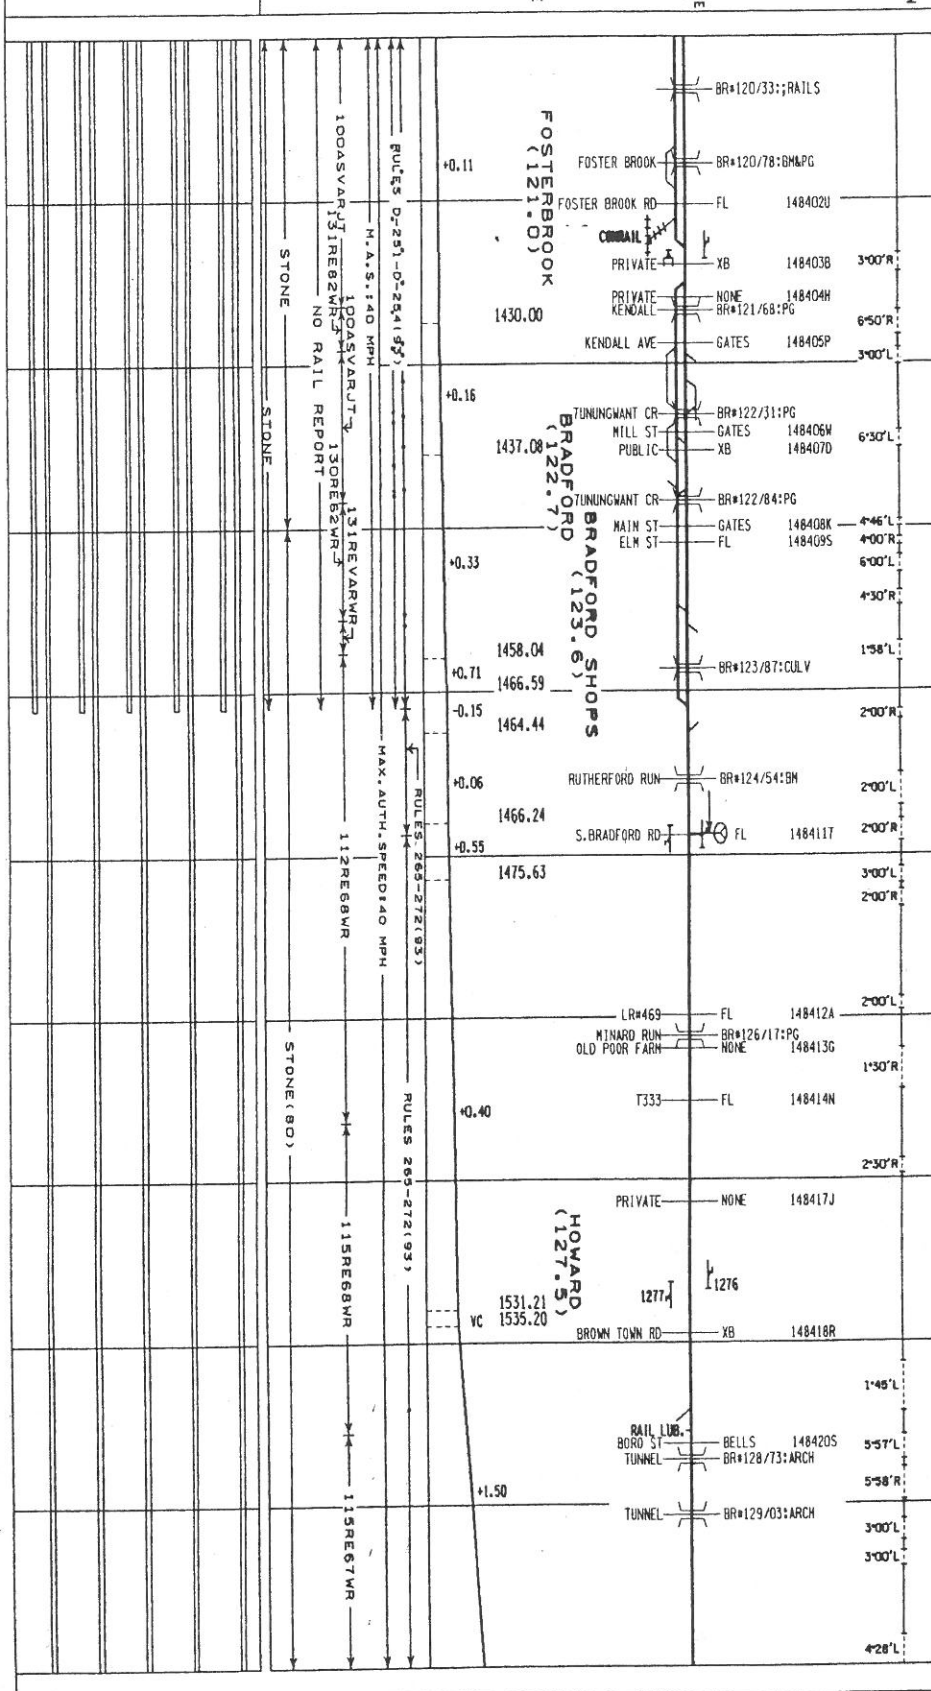 E
BR#120/33:;RAILS
FOSTER BROOK BR#120/78:BM&PG
FOSTER BROOK RD FL 148402U
CONRAIL
PRIVATE XB 148403B
PRIVATE NONE 148404H
KENDALL BR#121/68:PG
KENDALL AVE GATES 148405P
TUNUNGWANT CR BR#122/31:PG
MILL ST GATES 148406W
PUBLIC XB 148407D
TUNUNGWANT CR BR#122/84:PG
MAIN ST GATES 148408K
ELM ST FL 148409S
BR#123/87:CULV
RUTHERFORD RUN BR#124/54:BM
S.BRADFORD RD FL 148411T
LR#469 FL 148412A
MINARD RUN BR#126/17:PG
OLD POOR FARM NONE 148413G
T333 FL 148414N
PRIVATE NONE 148417J
1277 1276
BROWN TOWN RD XB 148418R
RAIL LUB.
BORO ST BELLS 148420S
TUNNEL BR#128/73:ARCH
TUNNEL BR#129/03:ARCH
3°00'R
6°50'R
3°00'L
6°30'L
4°46'L
4°00'R
6°00'L
4°30'R
1°58'L
2°00'R
2°00'L
2°00'R
3°00'L
2°00'R
2°00'L
1°30'R
2°30'R
1°45'L
5°57'L
5°58'R
3°00'L
3°00'L
4°28'L
FOSTERBROOK
(121.0)
BRADFORD
(122.7)
BRADFORD SHOPS
(123.6)
HOWARD
(127.5)
1430.00
1437.08
1458.04
1466.59
1464.44
1466.24
1475.63
1531.21
VC 1535.20
+0.11
+0.16
+0.33
+0.71
-0.15
+0.06
+0.55
+0.40
+1.50
RULES D-251-D-254(93)
RULES 265-272(93)
RULES 265-272(93)
M.A.S.:40 MPH
MAX.AUTH.SPEED:40 MPH
100ASVARJT
131RE82WR
100ASVARJT
130RE62WR
131REVARWR
112RE68WR
115RE68WR
115RE67WR
NO RAIL REPORT
STONE
STONE(80)
STONE